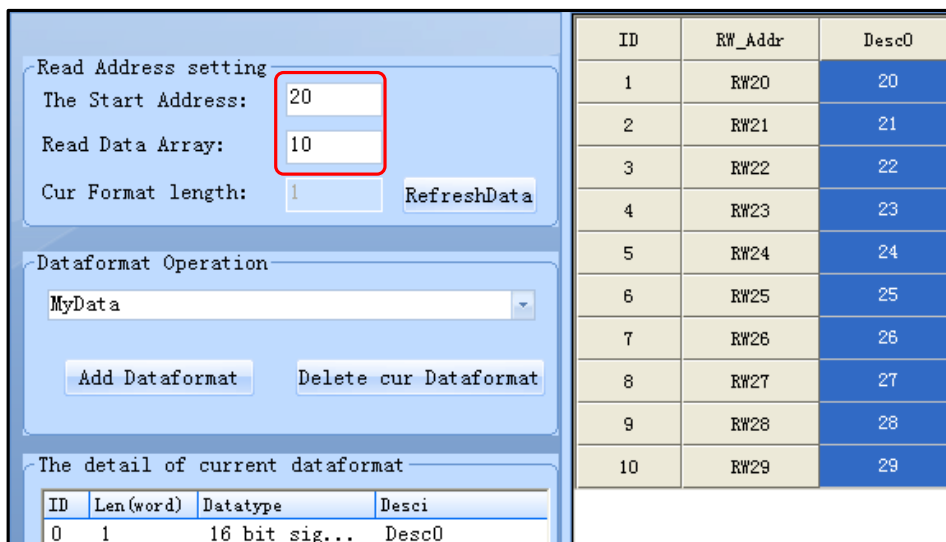 Read Address setting
The Start Address: 20
Read Data Array: 10
Cur Format length: 1 RefreshData
Dataformat Operation
MyData
Add Dataformat Delete cur Dataformat
The detail of current dataformat
ID Len(word) Datatype Desci
0 1 16 bit sig... Desc0
ID RW_Addr Desc0
1 RW20 20
2 RW21 21
3 RW22 22
4 RW23 23
5 RW24 24
6 RW25 25
7 RW26 26
8 RW27 27
9 RW28 28
10 RW29 29